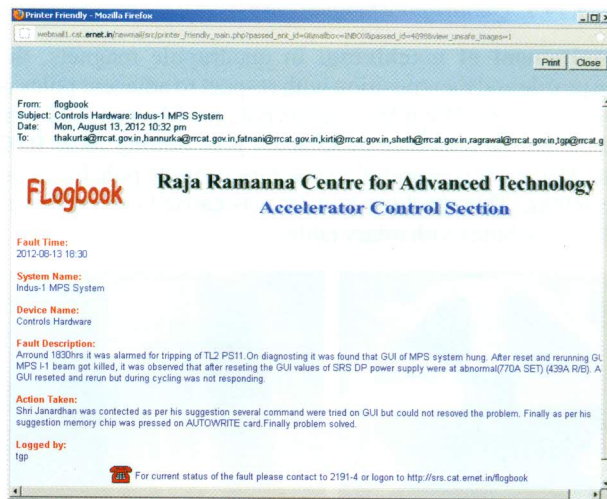 Printer Friendly - Mozilla Firefox
webmail1.cat.ernet.in/newmail/src/printer_friendly_main.php?passed_ent_id=0&mailbox=INBOX&passed_id=4898&view_unsafe_images=1
Print Close
From: flogbook
Subject: Controls Hardware: Indus-1 MPS System
Date: Mon, August 13, 2012 10:32 pm
To: thakurta@rrcat.gov.in,hannurka@rrcat.gov.in,fatnani@rrcat.gov.in,kirti@rrcat.gov.in,sheth@rrcat.gov.in,ragrawal@rrcat.gov.in,tgp@rrcat.g
FLogbook
Raja Ramanna Centre for Advanced Technology
Accelerator Control Section
Fault Time:
2012-08-13 18:30
System Name:
Indus-1 MPS System
Device Name:
Controls Hardware
Fault Description:
Arround 1830hrs it was alarmed for tripping of TL2 PS11.On diagnosting it was found that GUI of MPS system hung. After reset and rerunning GU
MPS I-1 beam got killed, it was observed that after reseting the GUI values of SRS DP power supply were at abnormal(770A SET) (439A R/B). A
GUI reseted and rerun but during cycling was not responding.
Action Taken:
Shri Janardhan was contected as per his suggestion several command were tried on GUI but could not resoved the problem. Finally as per his
suggestion memory chip was pressed on AUTOWRITE card.Finally problem solved.
Logged by:
tgp
For current status of the fault please contact to 2191-4 or logon to http://srs.cat.ernet.in/flogbook